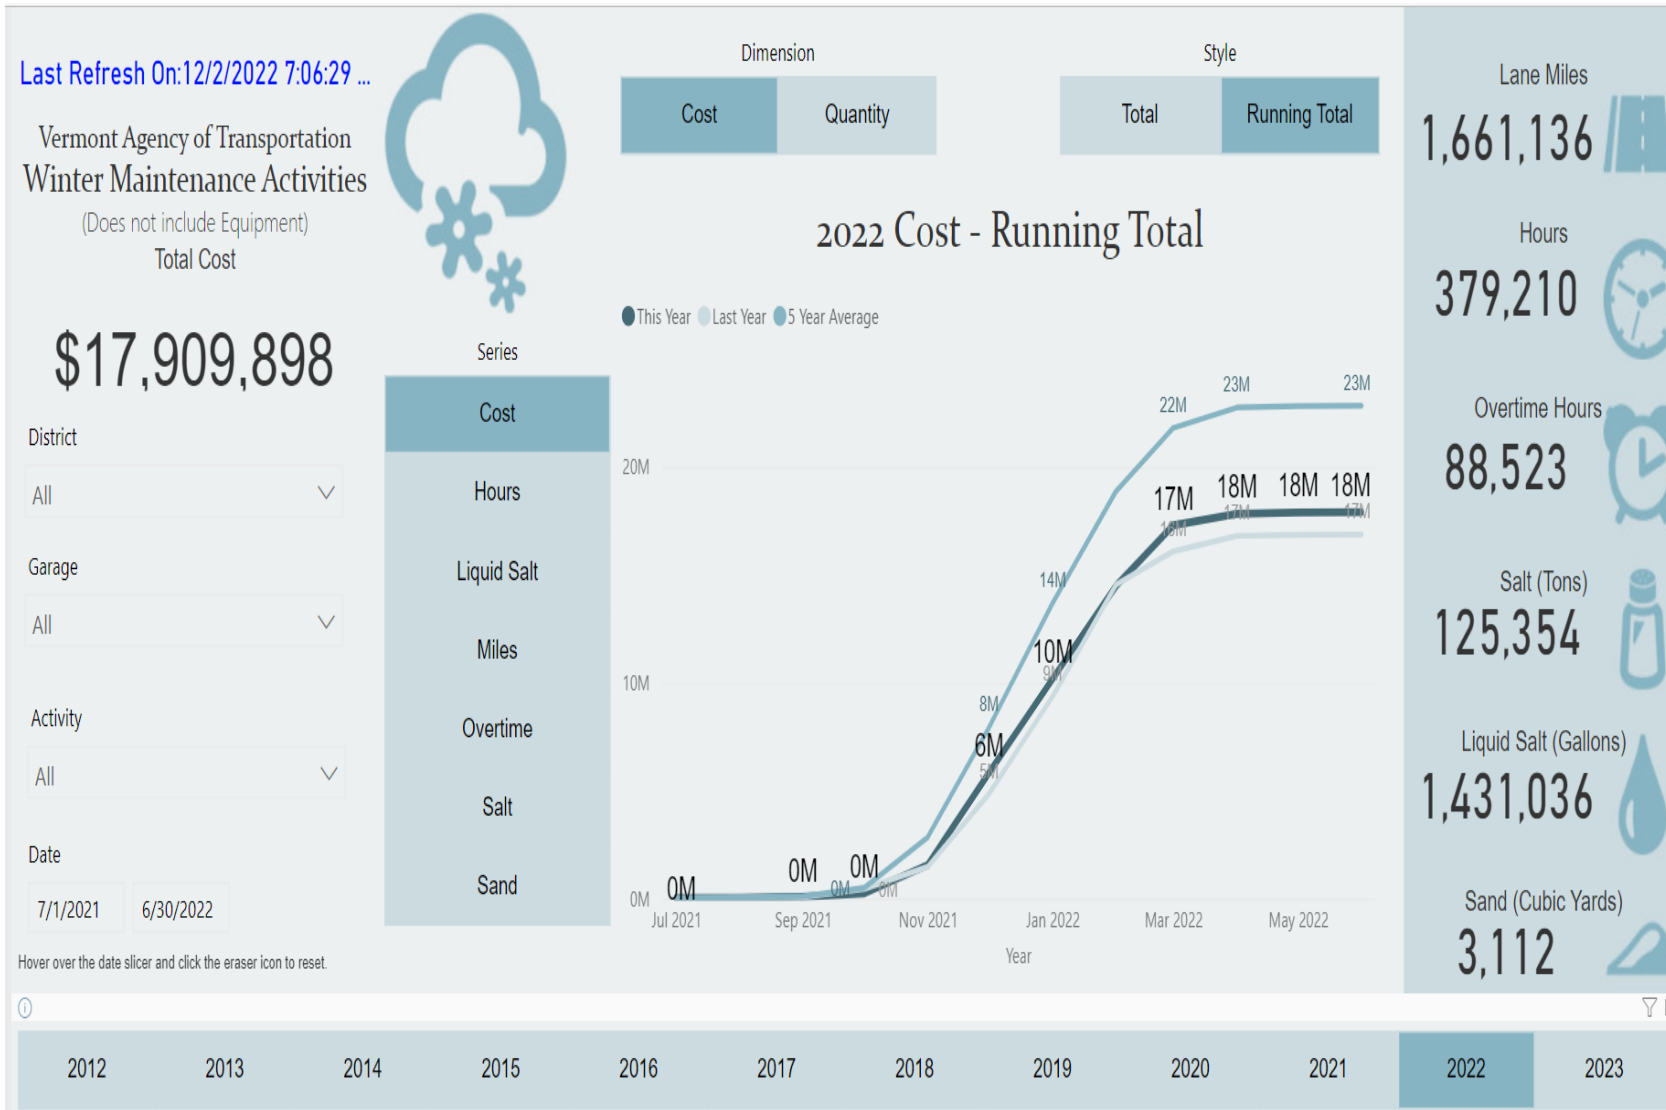 Last Refresh On:12/2/2022 7:06:29 ...
Vermont Agency of Transportation
Winter Maintenance Activities
(Does not include Equipment)
Total Cost
$17,909,898
District
All
Garage
All
Activity
All
Date
7/1/2021 6/30/2022
Hover over the date slicer and click the eraser icon to reset.
Series
Cost
Hours
Liquid Salt
Miles
Overtime
Salt
Sand
Dimension
Cost Quantity
Style
Total Running Total
2022 Cost - Running Total
This Year Last Year 5 Year Average
23M 23M
22M
20M
17M 18M 18M 18M
16M 17M 17M
14M
10M
9M
10M
8M
6M
5M
0M 0M 0M 0M
0M 0M
Jul 2021 Sep 2021 Nov 2021 Jan 2022 Mar 2022 May 2022
Year
Lane Miles
1,661,136
Hours
379,210
Overtime Hours
88,523
Salt (Tons)
125,354
Liquid Salt (Gallons)
1,431,036
Sand (Cubic Yards)
3,112
2012 2013 2014 2015 2016 2017 2018 2019 2020 2021 2022 2023